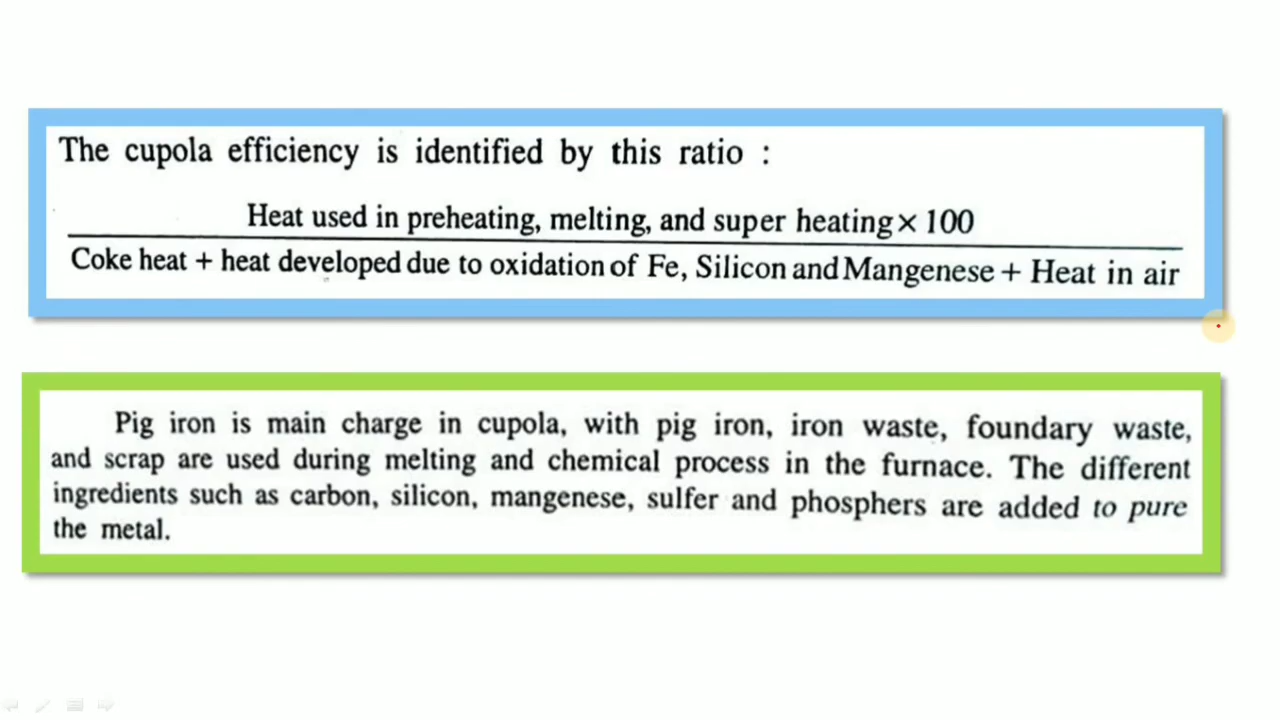 The cupola efficiency is identified by this ratio :
Heat used in preheating, melting, and super heating × 100
Coke heat + heat developed due to oxidation of Fe, Silicon and Mangenese + Heat in air
Pig iron is main charge in cupola, with pig iron, iron waste, foundary waste,
and scrap are used during melting and chemical process in the furnace. The different
ingredients such as carbon, silicon, mangenese, sulfer and phosphers are added to pure
the metal.